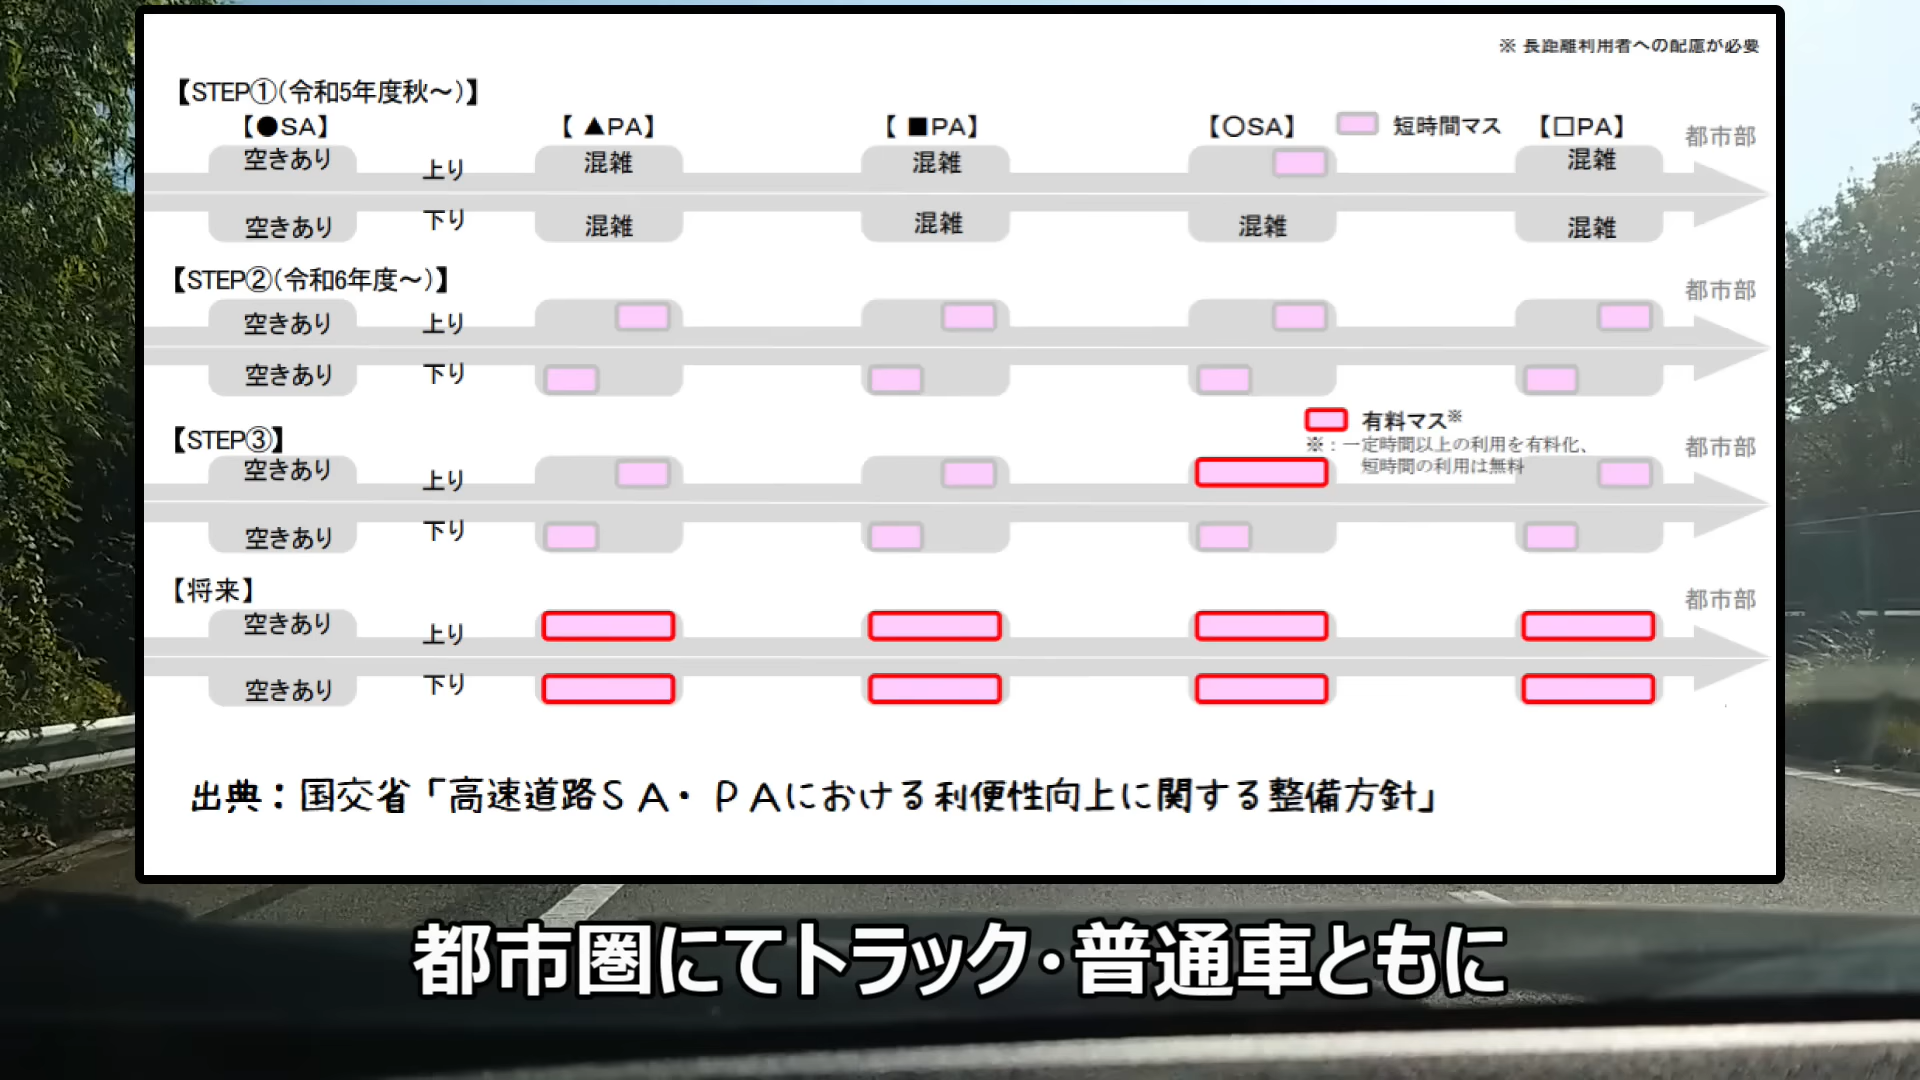 ※ 長距離利用者への配慮が必要
【STEP①(令和5年度秋～)】
【●SA】 【 ▲PA】 【 ■PA】 【○SA】 短時間マス 【□PA】 都市部
空きあり 上り 混雑 混雑 混雑
空きあり 下り 混雑 混雑 混雑 混雑
【STEP②(令和6年度～)】 都市部
空きあり 上り
空きあり 下り
有料マス※
【STEP③】 ※：一定時間以上の利用を有料化、 都市部
短時間の利用は無料
空きあり 上り
空きあり 下り
【将来】 都市部
空きあり 上り
空きあり 下り
出典：国交省「高速道路ＳＡ・ＰＡにおける利便性向上に関する整備方針」
都市圏にてトラック・普通車ともに